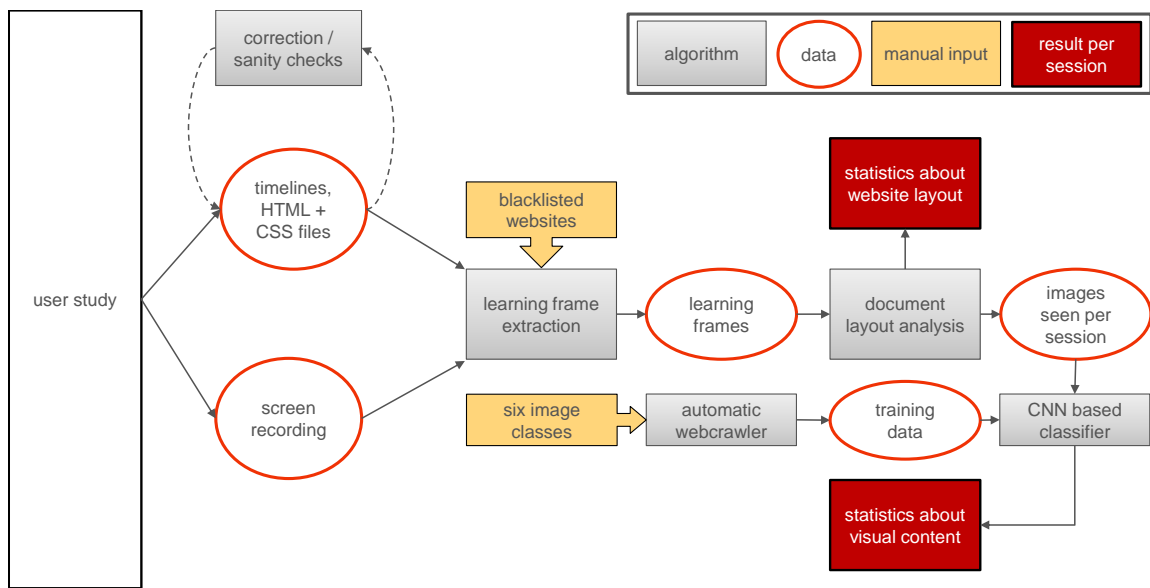 correction /
sanity checks
algorithm
data
manual input
result per
session
timelines,
HTML +
CSS files
blacklisted
websites
statistics about
website layout
user study
learning frame
extraction
learning
frames
document
layout analysis
images
seen per
session
screen
recording
six image
classes
automatic
webcrawler
training
data
CNN based
classifier
statistics about
visual content